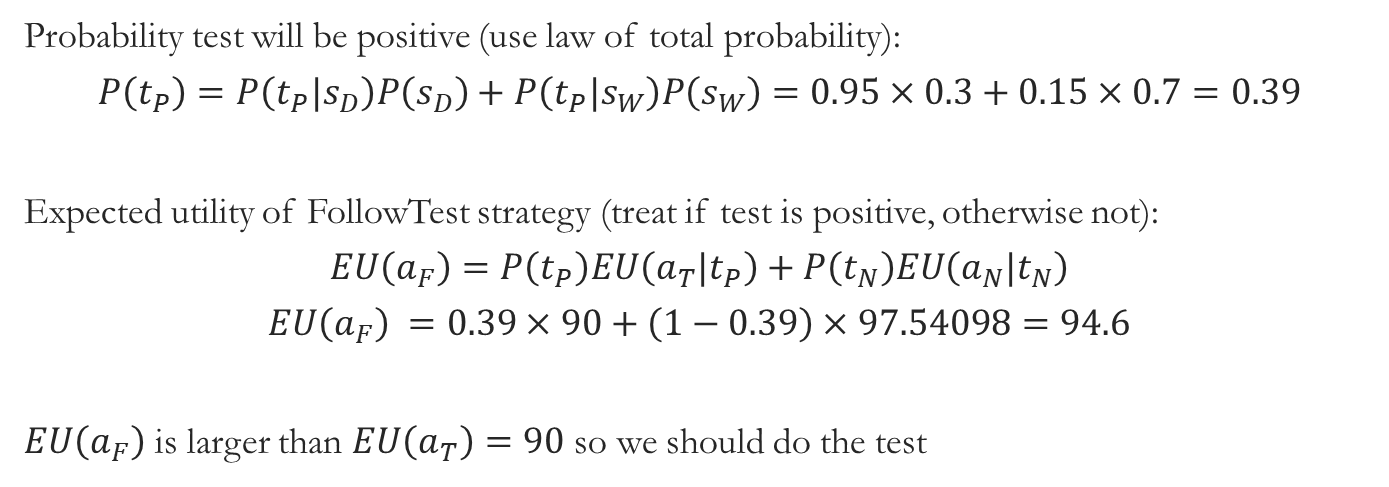 Probability test will be positive (use law of total probability):
𝑃(𝑡_𝑃) = 𝑃(𝑡_𝑃|𝑠_𝐷)𝑃(𝑠_𝐷) + 𝑃(𝑡_𝑃|𝑠_𝑊)𝑃(𝑠_𝑊) = 0.95 × 0.3 + 0.15 × 0.7 = 0.39
Expected utility of FollowTest strategy (treat if test is positive, otherwise not):
𝐸𝑈(𝑎_𝐹) = 𝑃(𝑡_𝑃)𝐸𝑈(𝑎_𝑇|𝑡_𝑃) + 𝑃(𝑡_𝑁)𝐸𝑈(𝑎_𝑁|𝑡_𝑁)
𝐸𝑈(𝑎_𝐹) = 0.39 × 90 + (1 − 0.39) × 97.54098 = 94.6
𝐸𝑈(𝑎_𝐹) is larger than 𝐸𝑈(𝑎_𝑇) = 90 so we should do the test